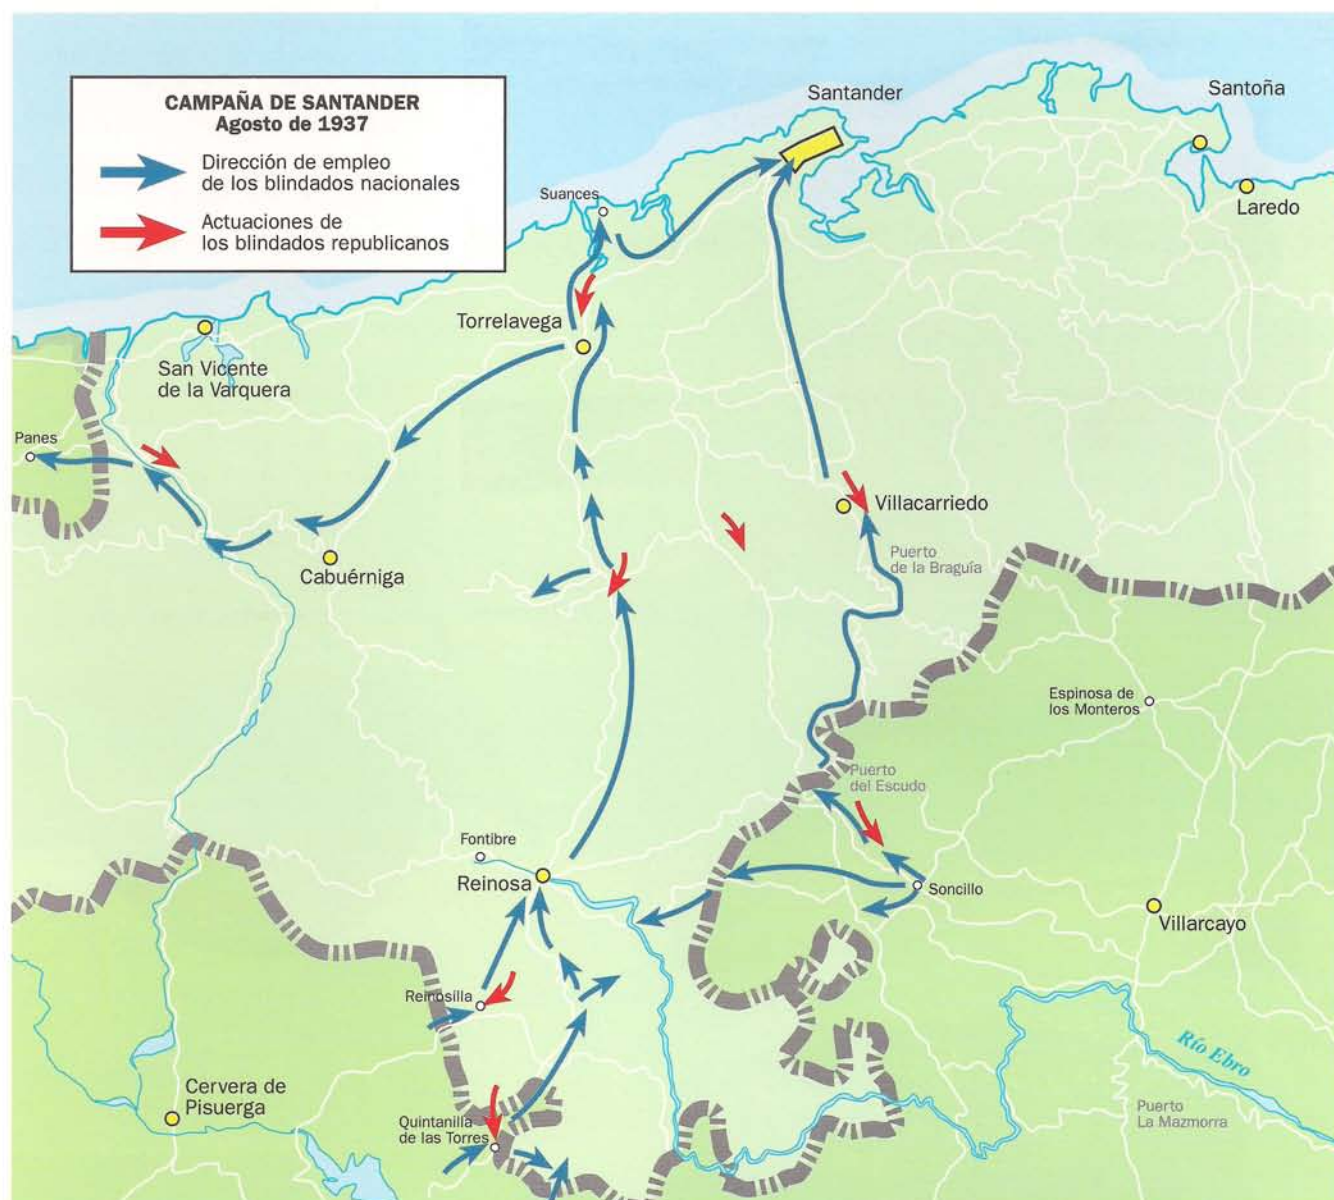 CAMPAÑA DE SANTANDER
Agosto de 1937
Dirección de empleo
de los blindados nacionales
Actuaciones de
los blindados republicanos
Santander
Santoña
Laredo
Suances
Torrelavega
San Vicente
de la Varquera
Panes
Cabuérniga
Villacarriedo
Puerto
de la Braguía
Espinosa de
los Monteros
Puerto
del Escudo
Fontibre
Reinosa
Soncillo
Villarcayo
Reinosilla
Río Ebro
Cervera de
Pisuerga
Quintanilla
de las Torres
Puerto
La Mazmorra